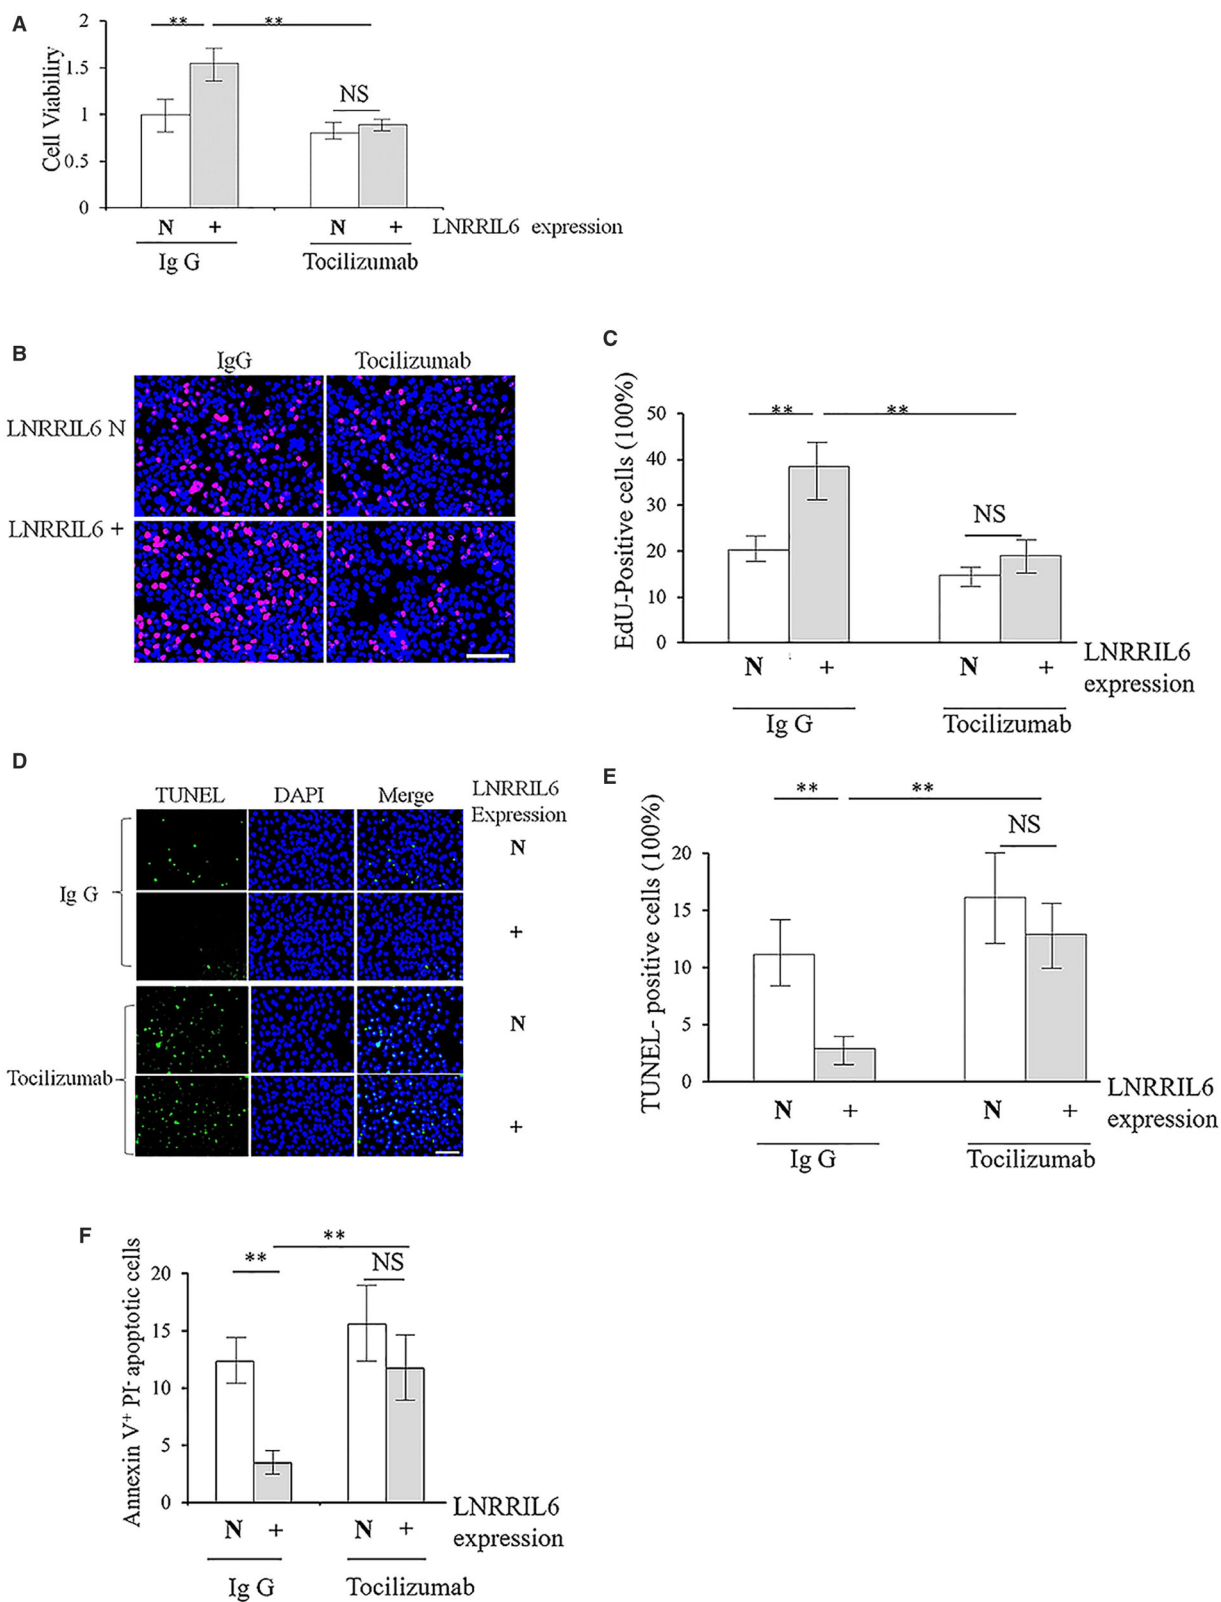 A
Cell Viabiliry
2
1.5
1
0.5
0
** **
NS
N + N + LNRRIL6 expression
Ig G Tocilizumab
B
IgG Tocilizumab
LNRRIL6 N
LNRRIL6 +
C
EdU-Positive cells (100%)
50
40
30
20
10
0
** **
NS
N + N + LNRRIL6
expression
Ig G Tocilizumab
D
TUNEL DAPI Merge LNRRIL6
Expression
Ig G
N
+
Tocilizumab
N
+
E
TUNEL- positive cells (100%)
20
15
10
5
0
** **
NS
N + N + LNRRIL6
expression
Ig G Tocilizumab
F
Annexin V+ PI- apoptotic cells
20
15
10
5
0
** **
NS
N + N + LNRRIL6
expression
Ig G Tocilizumab